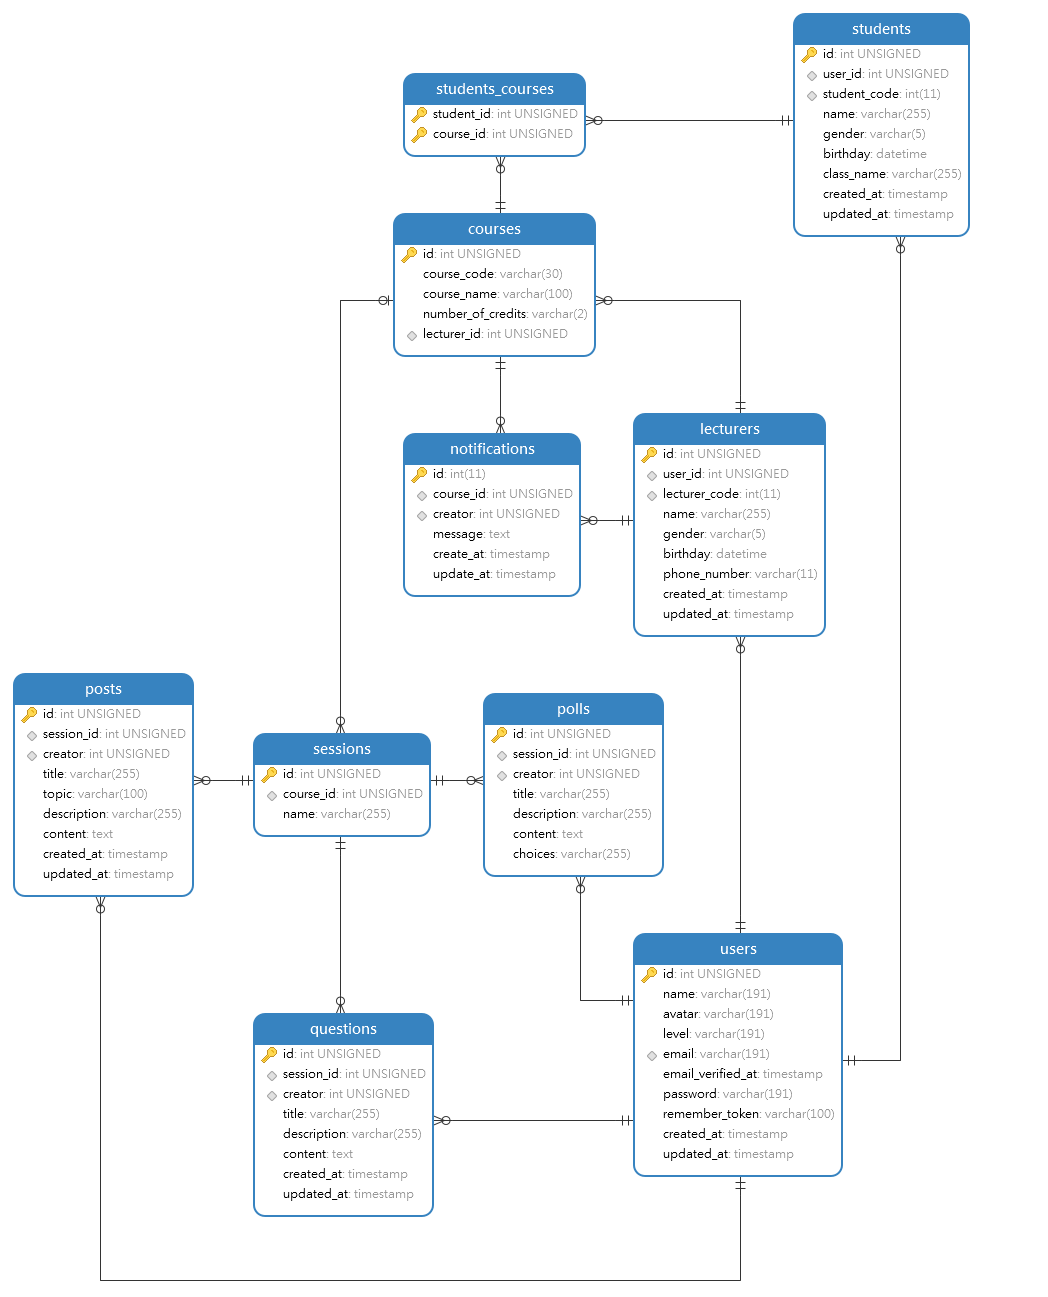 students
id: int UNSIGNED
user_id: int UNSIGNED
student_code: int(11)
name: varchar(255)
gender: varchar(5)
birthday: datetime
class_name: varchar(255)
created_at: timestamp
updated_at: timestamp
students_courses
student_id: int UNSIGNED
course_id: int UNSIGNED
courses
id: int UNSIGNED
course_code: varchar(30)
course_name: varchar(100)
number_of_credits: varchar(2)
lecturer_id: int UNSIGNED
notifications
id: int(11)
course_id: int UNSIGNED
creator: int UNSIGNED
message: text
create_at: timestamp
update_at: timestamp
lecturers
id: int UNSIGNED
user_id: int UNSIGNED
lecturer_code: int(11)
name: varchar(255)
gender: varchar(5)
birthday: datetime
phone_number: varchar(11)
created_at: timestamp
updated_at: timestamp
posts
id: int UNSIGNED
session_id: int UNSIGNED
creator: int UNSIGNED
title: varchar(255)
topic: varchar(100)
description: varchar(255)
content: text
created_at: timestamp
updated_at: timestamp
sessions
id: int UNSIGNED
course_id: int UNSIGNED
name: varchar(255)
polls
id: int UNSIGNED
session_id: int UNSIGNED
creator: int UNSIGNED
title: varchar(255)
description: varchar(255)
content: text
choices: varchar(255)
users
id: int UNSIGNED
name: varchar(191)
avatar: varchar(191)
level: varchar(191)
email: varchar(191)
email_verified_at: timestamp
password: varchar(191)
remember_token: varchar(100)
created_at: timestamp
updated_at: timestamp
questions
id: int UNSIGNED
session_id: int UNSIGNED
creator: int UNSIGNED
title: varchar(255)
description: varchar(255)
content: text
created_at: timestamp
updated_at: timestamp